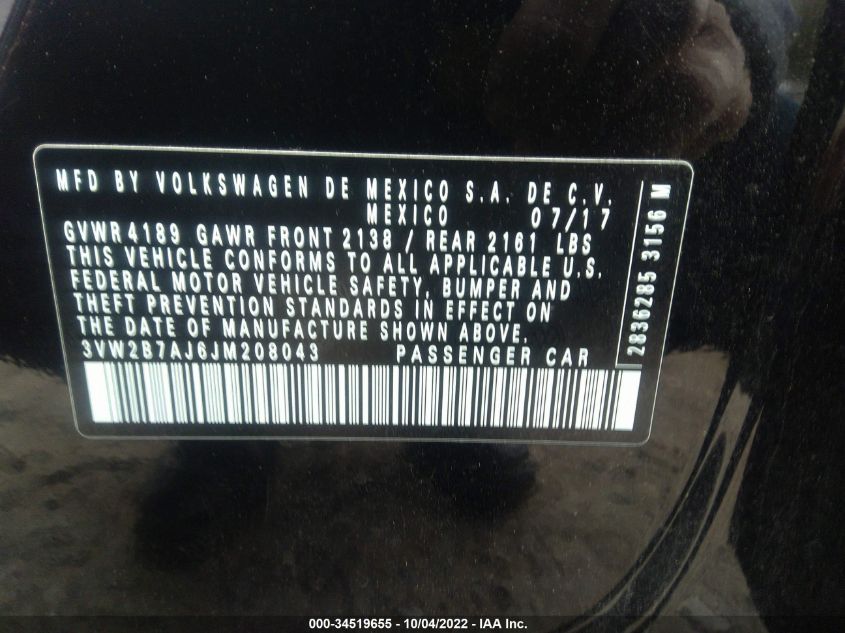 MFD BY VOLKSWAGEN DE MEXICO S.A. DE C.V.
MEXICO 07/17
GVWR 4189 GAWR FRONT 2138 / REAR 2161 LBS
THIS VEHICLE CONFORMS TO ALL APPLICABLE U.S.
FEDERAL MOTOR VEHICLE SAFETY, BUMPER AND
THEFT PREVENTION STANDARDS IN EFFECT ON
THE DATE OF MANUFACTURE SHOWN ABOVE.
3VW2B7AJ6JM208043 PASSENGER CAR
2836285 3156 M
000-34519655 - 10/04/2022 - IAA Inc.